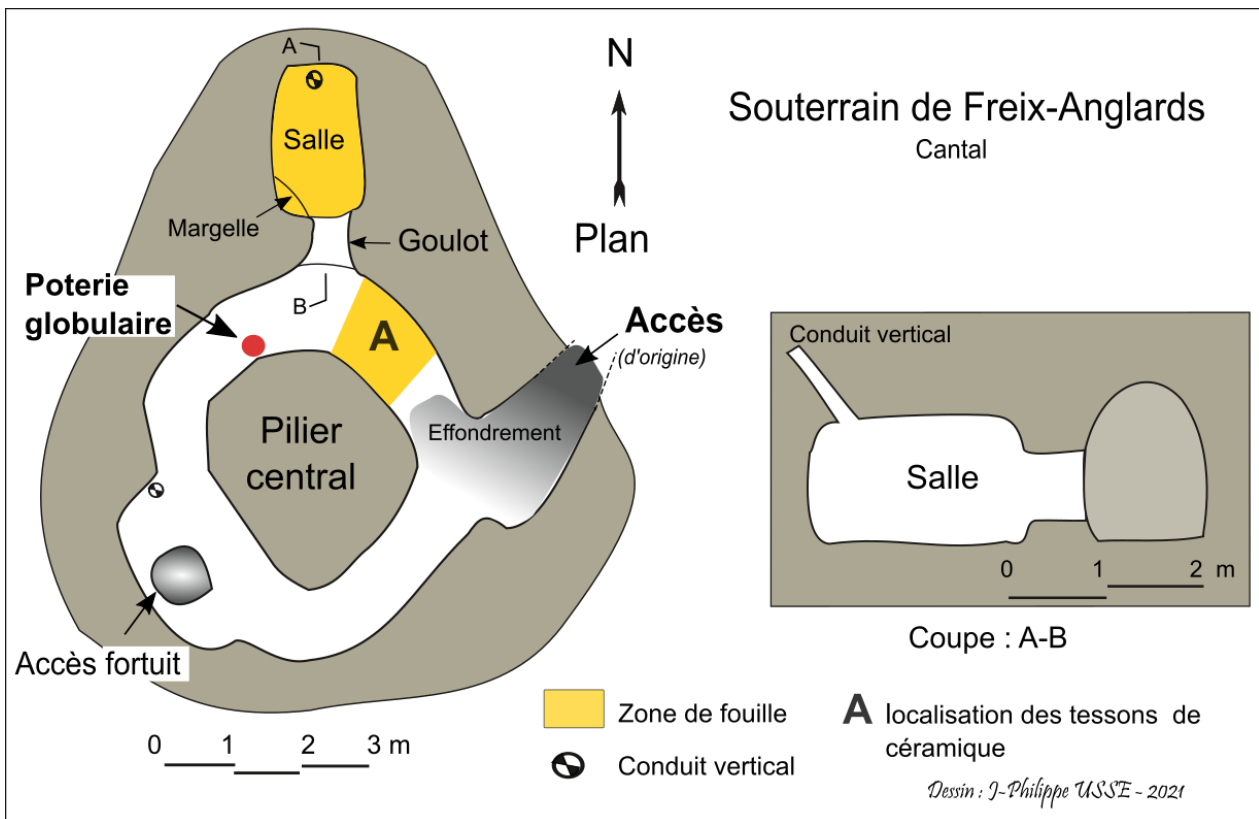 Souterrain de Freix-Anglards
Cantal
N
Plan
A
Salle
Margelle
Goulot
B
Poterie
globulaire
A
Accès
(d'origine)
Effondrement
Pilier
central
Accès fortuit
0 1 2 3 m
Conduit vertical
Salle
0 1 2 m
Coupe : A-B
Zone de fouille
Conduit vertical
A localisation des tessons de
céramique
Dessin : J-Philippe USSE - 2021